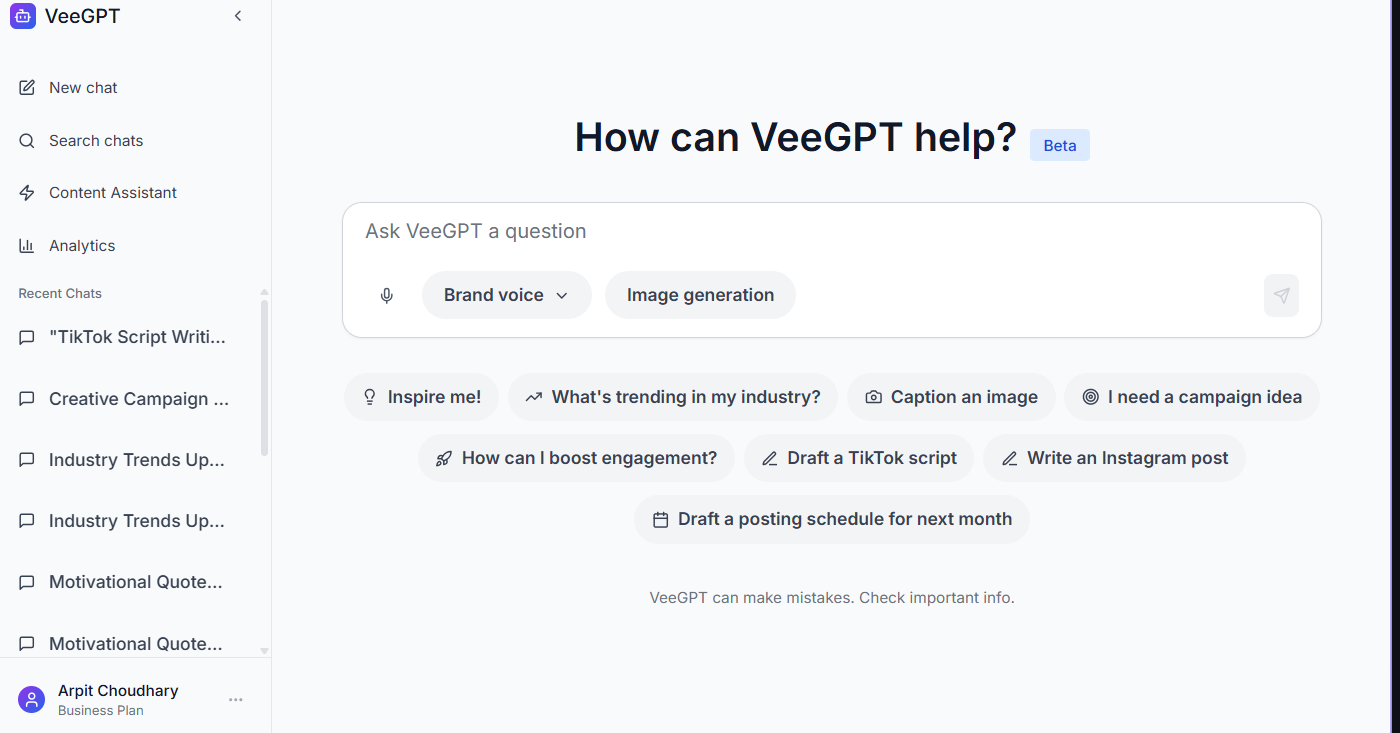 VeeGPT
New chat
Search chats
Content Assistant
Analytics
Recent Chats
"TikTok Script Writi...
Creative Campaign ...
Industry Trends Up...
Industry Trends Up...
Motivational Quote...
Motivational Quote...
Arpit Choudhary
Business Plan
How can VeeGPT help? Beta
Ask VeeGPT a question
Brand voice Image generation
Inspire me! What's trending in my industry? Caption an image I need a campaign idea
How can I boost engagement? Draft a TikTok script Write an Instagram post
Draft a posting schedule for next month
VeeGPT can make mistakes. Check important info.